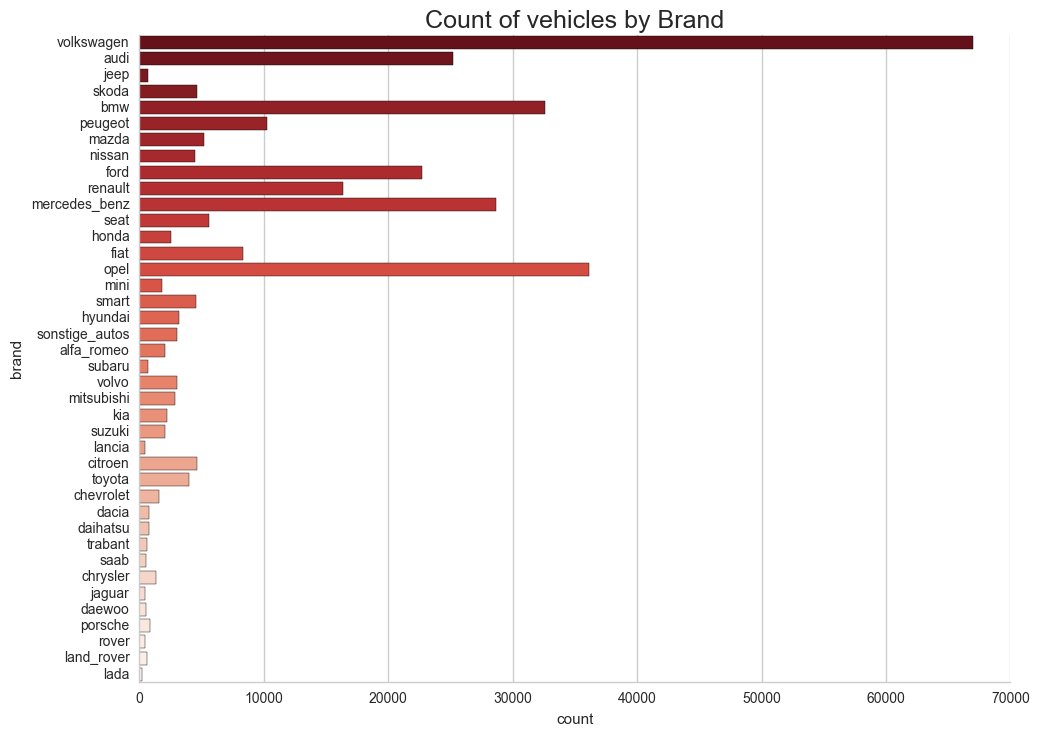 Count of vehicles by Brand
volkswagen
audi
jeep
skoda
bmw
peugeot
mazda
nissan
ford
renault
mercedes_benz
seat
honda
fiat
opel
mini
smart
hyundai
sonstige_autos
alfa_romeo
subaru
volvo
mitsubishi
kia
suzuki
lancia
citroen
toyota
chevrolet
dacia
daihatsu
trabant
saab
chrysler
jaguar
daewoo
porsche
rover
land_rover
lada
brand
0 10000 20000 30000 40000 50000 60000 70000
count